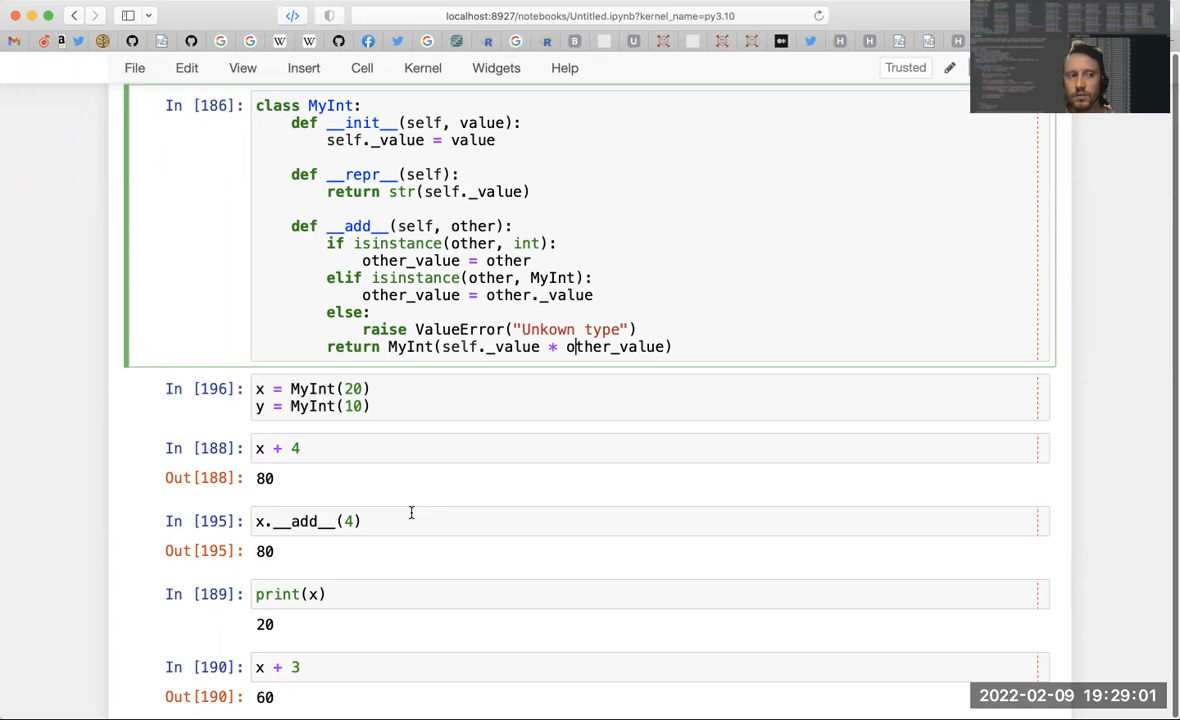 localhost:8927/notebooks/Untitled.ipynb?kernel_name=py3.10
File Edit View Insert Cell Kernel Widgets Help Trusted
In [186]: class MyInt:
def __init__(self, value):
self._value = value
def __repr__(self):
return str(self._value)
def __add__(self, other):
if isinstance(other, int):
other_value = other
elif isinstance(other, MyInt):
other_value = other._value
else:
raise ValueError("Unkown type")
return MyInt(self._value * other_value)
In [196]: x = MyInt(20)
y = MyInt(10)
In [188]: x + 4
Out[188]: 80
In [195]: x.__add__(4)
Out[195]: 80
In [189]: print(x)
20
In [190]: x + 3
Out[190]: 60
2022-02-09 19:29:01